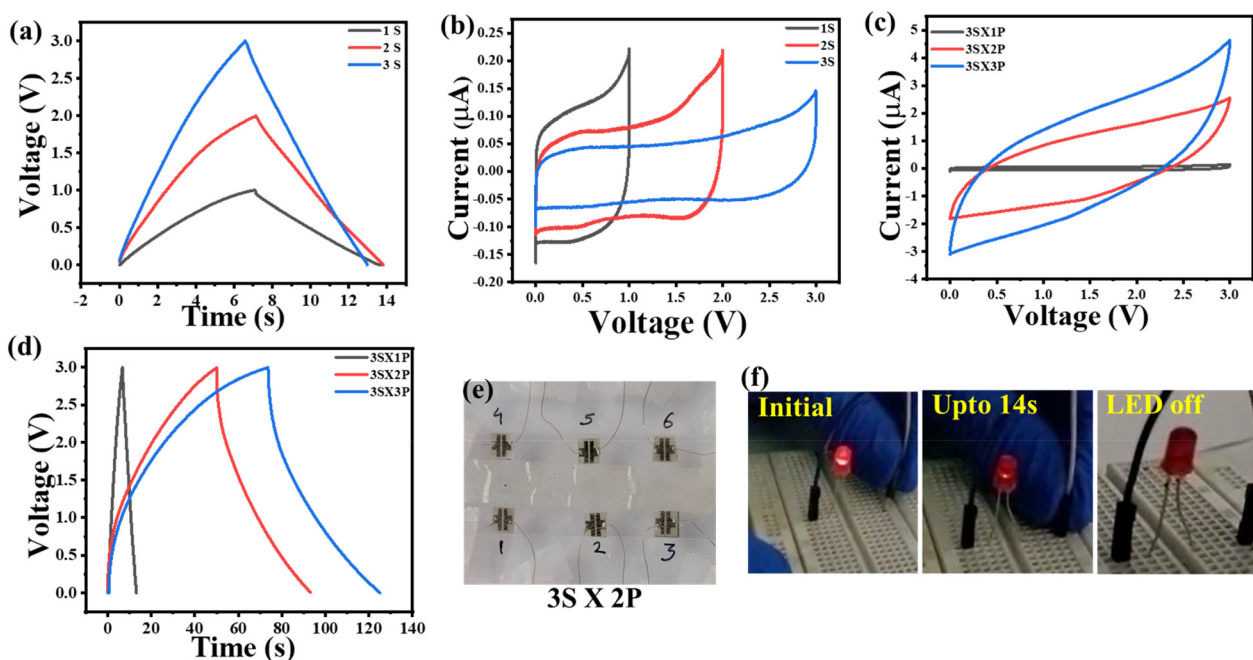 (a)
1 S
2 S
3 S
Voltage (V)
3.0
2.5
2.0
1.5
1.0
0.5
0.0
-2 0 2 4 6 8 10 12 14
Time (s)
(b)
1S
2S
3S
Current (μA)
0.25
0.20
0.15
0.10
0.05
0.00
-0.05
-0.10
-0.15
-0.20
0.0 0.5 1.0 1.5 2.0 2.5 3.0
Voltage (V)
(c)
3SX1P
3SX2P
3SX3P
Current (μA)
5
4
3
2
1
0
-1
-2
-3
-4
0.0 0.5 1.0 1.5 2.0 2.5 3.0
Voltage (V)
(d)
3SX1P
3SX2P
3SX3P
Voltage (V)
3.0
2.5
2.0
1.5
1.0
0.5
0.0
0 20 40 60 80 100 120 140
Time (s)
(e)
4 5 6
1 2 3
3S X 2P
(f)
Initial
Upto 14s
LED off